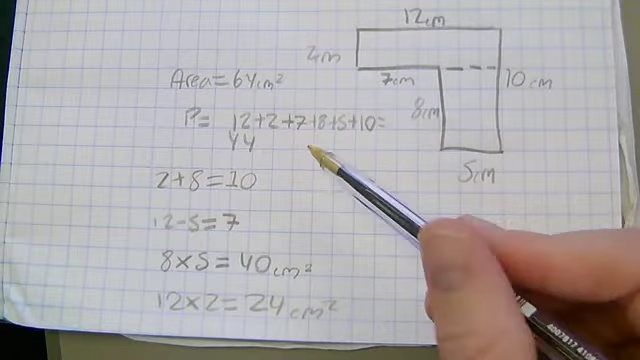 12cm
2cm
7cm
10cm
8cm
5cm
Area=64cm²
P= 12+2+7+8+5+10=
44
2+8=10
12-5=7
8×5=40cm²
12×2=24cm²